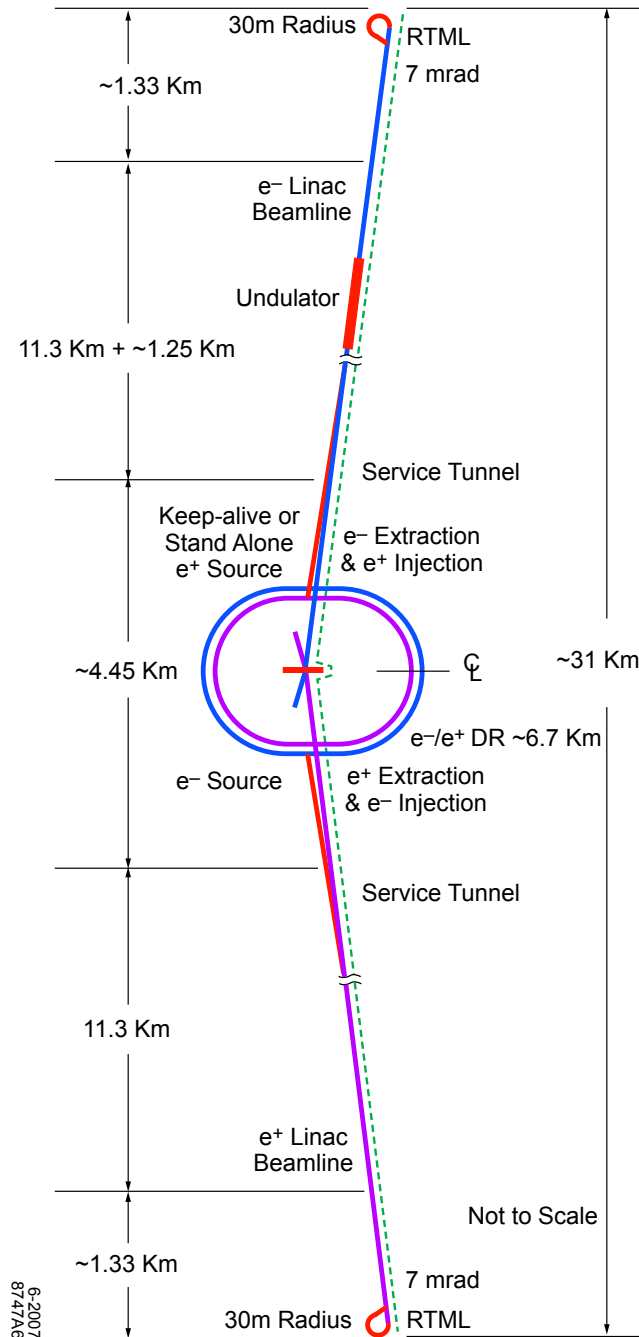 30m Radius
RTML
7 mrad
~1.33 Km
e– Linac
Beamline
Undulator
11.3 Km + ~1.25 Km
Service Tunnel
Keep-alive or
Stand Alone
e+ Source
e– Extraction
& e+ Injection
~4.45 Km
CL
~31 Km
e–/e+ DR ~6.7 Km
e– Source
e+ Extraction
& e– Injection
Service Tunnel
11.3 Km
e+ Linac
Beamline
Not to Scale
~1.33 Km
7 mrad
30m Radius
RTML
6-2007
8747A6